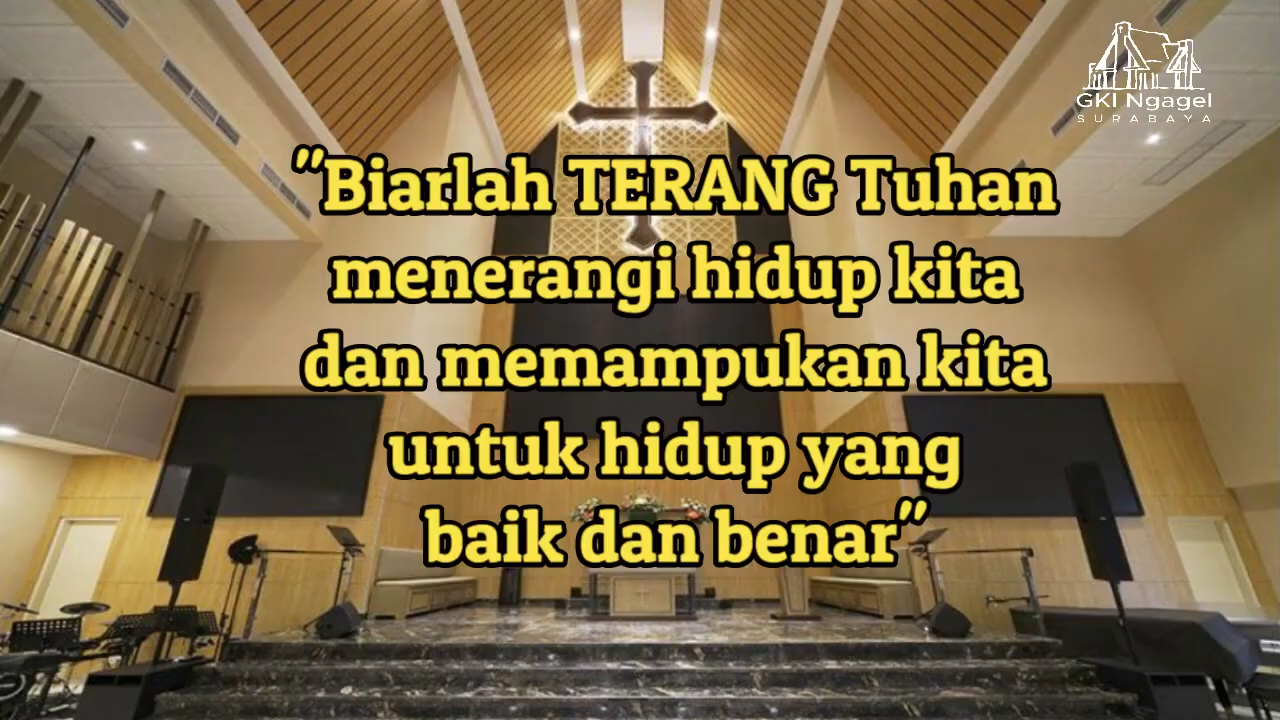 GKI Ngagel
SURABAYA
"Biarlah TERANG Tuhan
menerangi hidup kita
dan memampukan kita
untuk hidup yang
baik dan benar"